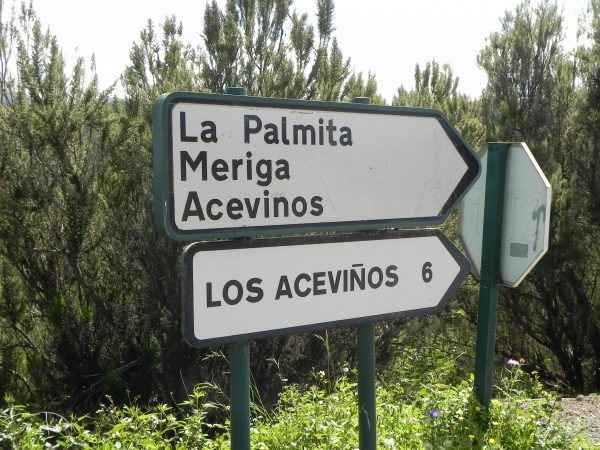 La Palmita
Meriga
Acevinos
LOS ACEVIÑOS 6